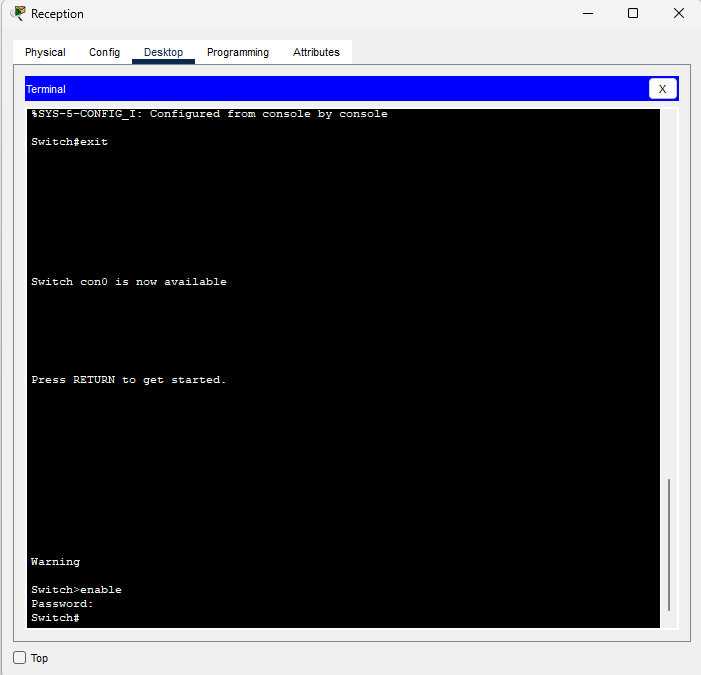 Reception
Physical Config Desktop Programming Attributes
Terminal X
%SYS-5-CONFIG_I: Configured from console by console
Switch#exit
Switch con0 is now available
Press RETURN to get started.
Warning
Switch>enable
Password:
Switch#
Top